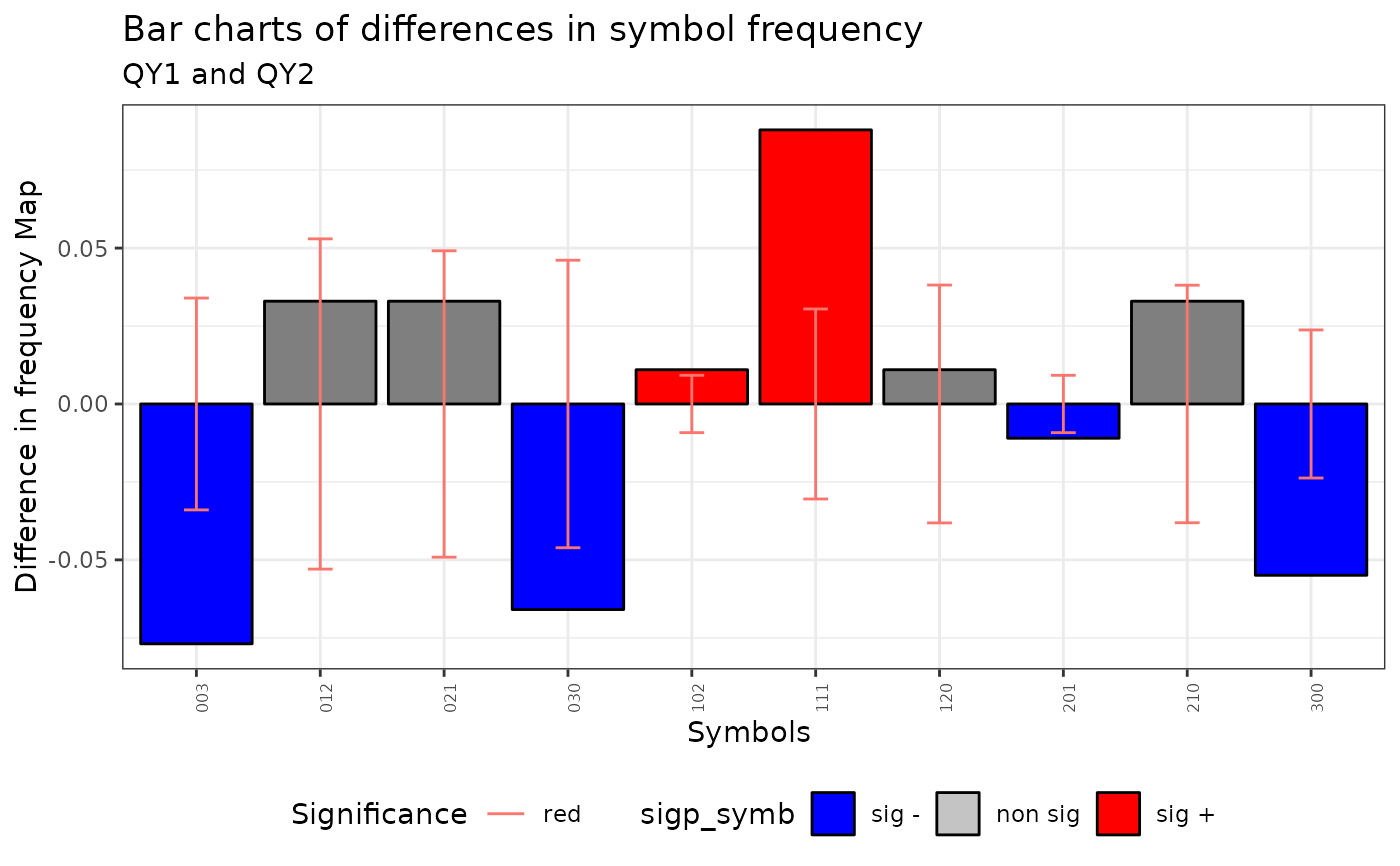 Bar charts of differences in symbol frequency
QY1 and QY2
Difference in frequency Map
0.05
0.00
-0.05
003 012 021 030 102 111 120 201 210 300
Symbols
Significance red sigp_symb sig - non sig sig +